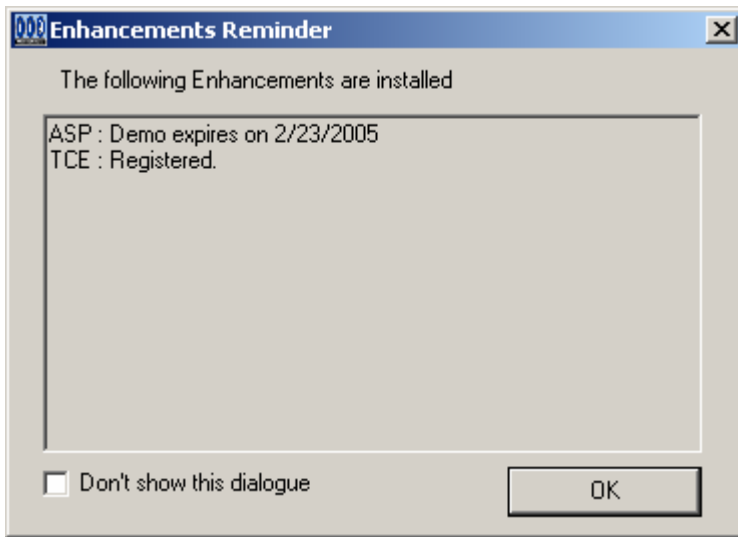 Enhancements Reminder
The following Enhancements are installed
ASP : Demo expires on 2/23/2005
TCE : Registered.
Don't show this dialogue
OK